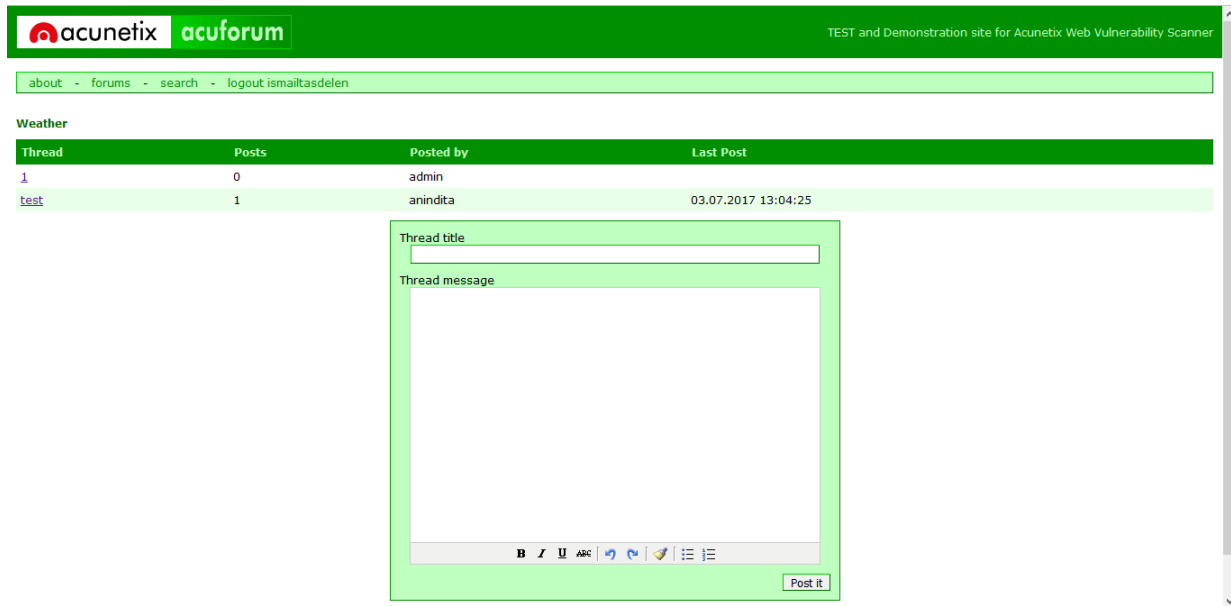 acunetix acuforum
TEST and Demonstration site for Acunetix Web Vulnerability Scanner
about - forums - search - logout ismailtasdelen
Weather
Thread Posts Posted by Last Post
1 0 admin
test 1 anindita 03.07.2017 13:04:25
Thread title
Thread message
B I U ABC
Post it